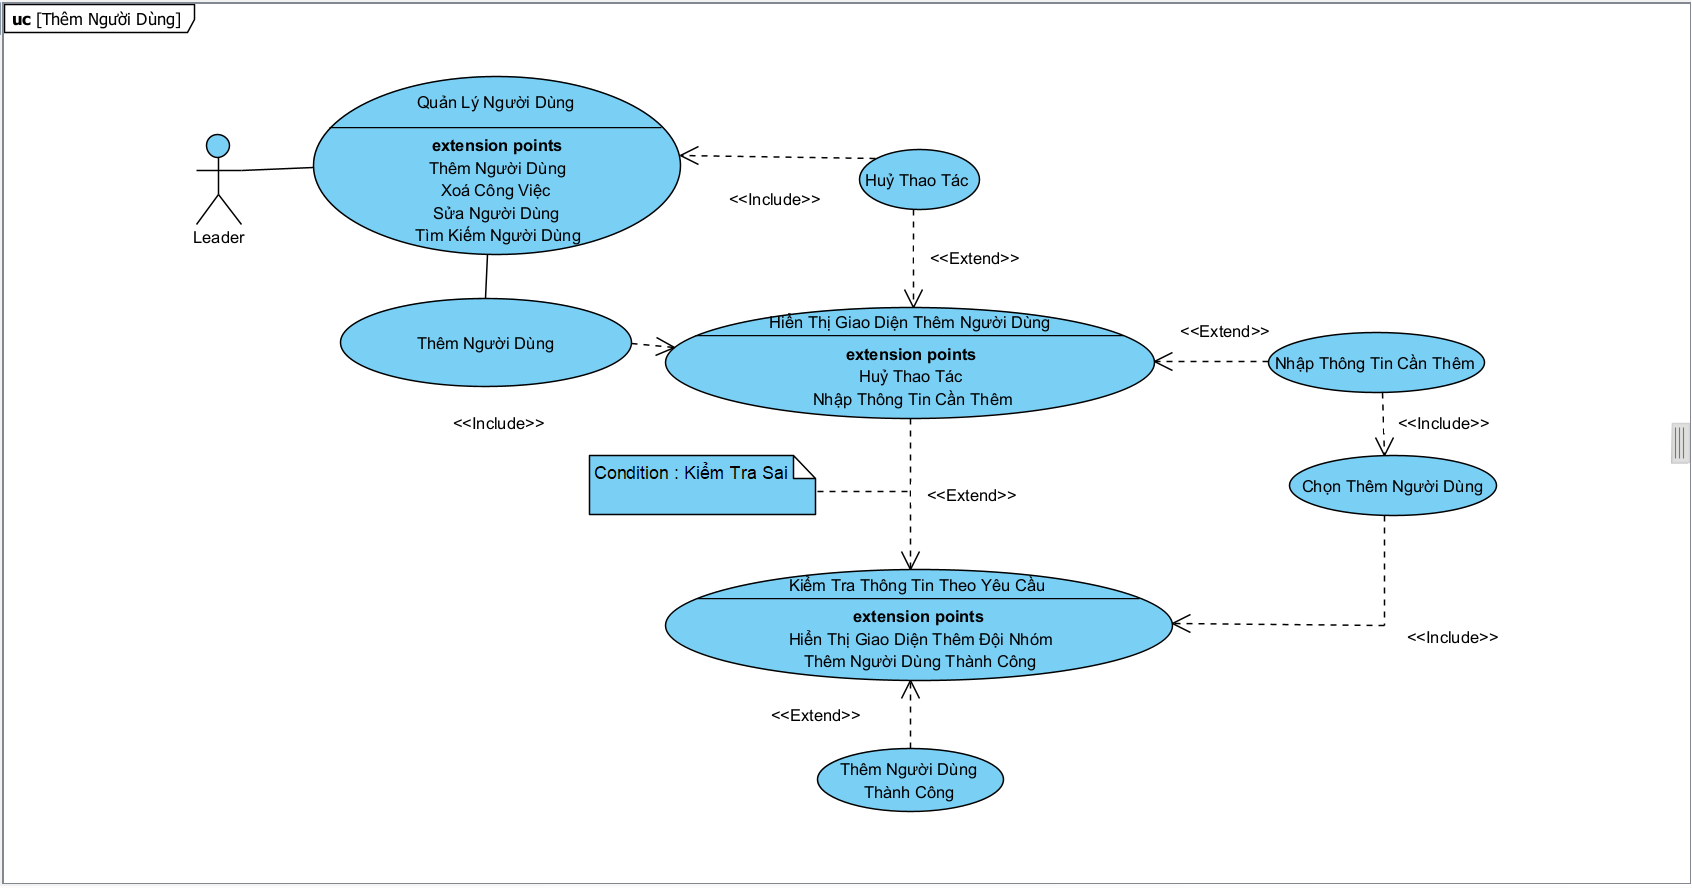 uc [Thêm Người Dùng]
Quản Lý Người Dùng
extension points
Thêm Người Dùng
Xoá Công Việc
Sửa Người Dùng
Tìm Kiếm Người Dùng
Leader
<<Include>>
Huỷ Thao Tác
<<Extend>>
Thêm Người Dùng
<<Include>>
Hiển Thị Giao Diện Thêm Người Dùng
extension points
Huỷ Thao Tác
Nhập Thông Tin Cần Thêm
<<Extend>>
Nhập Thông Tin Cần Thêm
<<Include>>
Chọn Thêm Người Dùng
Condition : Kiểm Tra Sai
<<Extend>>
Kiểm Tra Thông Tin Theo Yêu Cầu
extension points
Hiển Thị Giao Diện Thêm Đội Nhóm
Thêm Người Dùng Thành Công
<<Include>>
<<Extend>>
Thêm Người Dùng
Thành Công